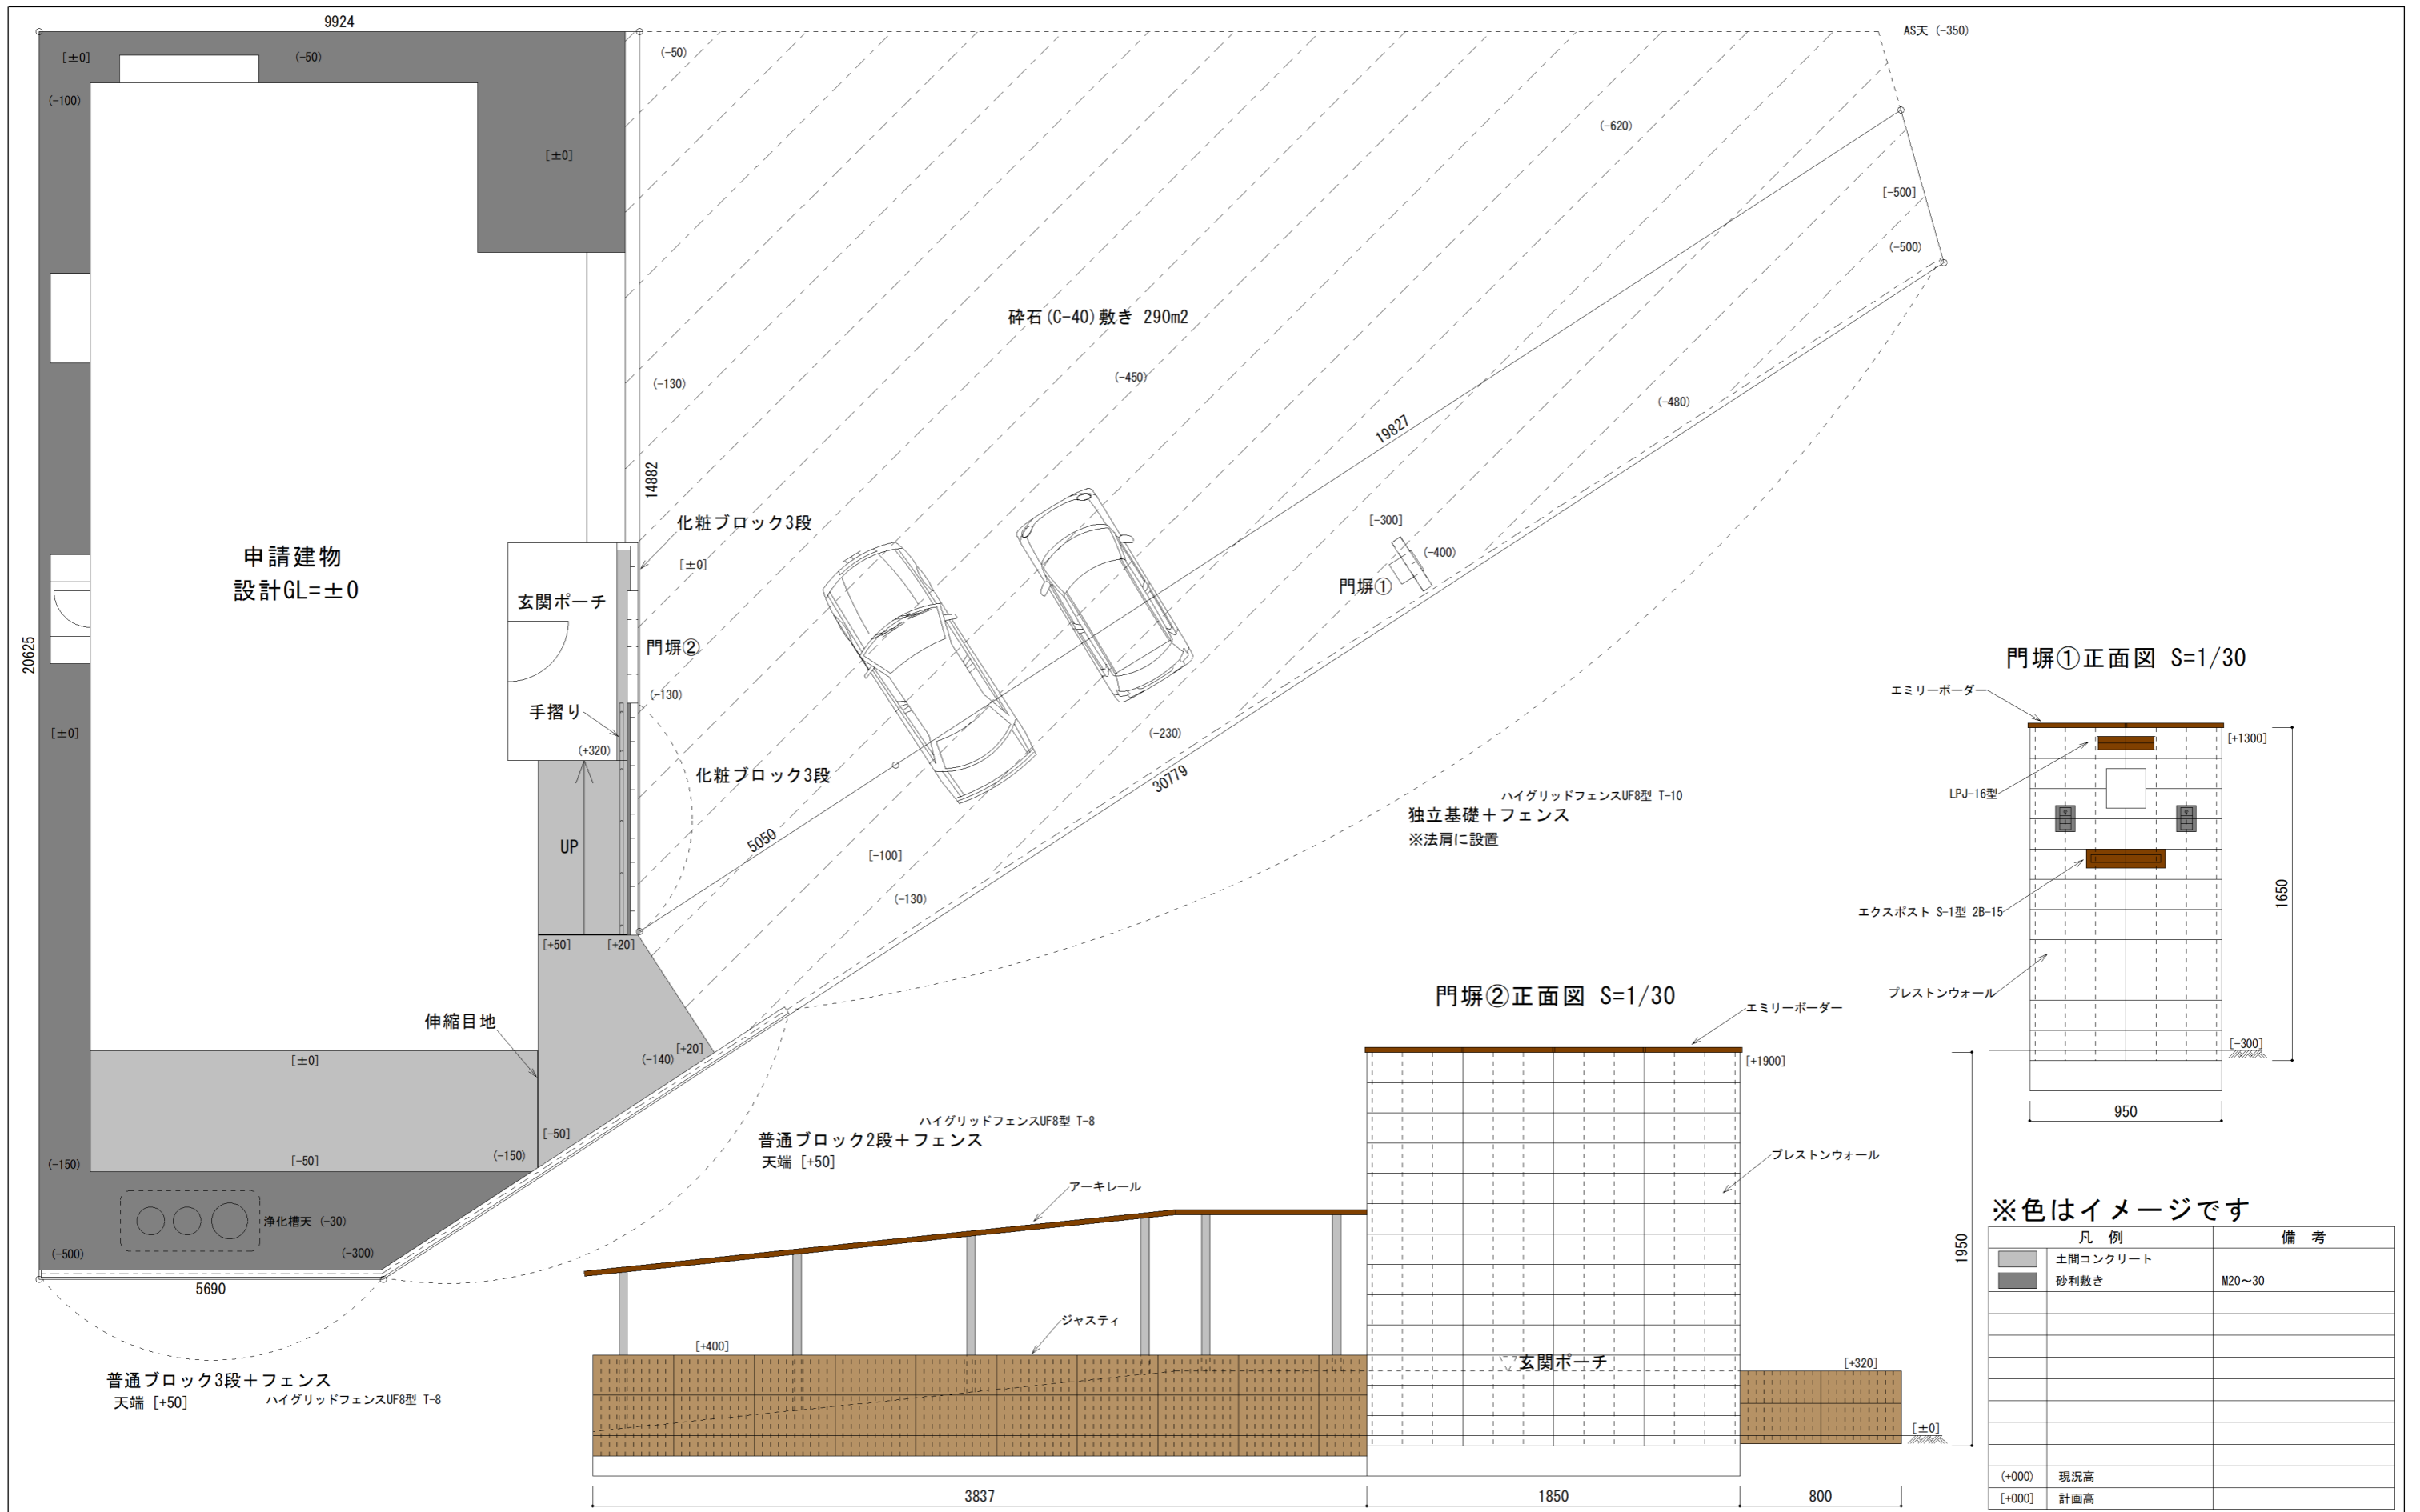 9924
[±0]
(-50)
(-50)
AS天 (-350)
(-100)
[±0]
(-620)
[-500]
(-500)
砕石(C-40)敷き 290m2
(-130)
(-450)
(-480)
19827
14882
化粧ブロック3段
[±0]
[-300]
(-400)
門塀①
申請建物
設計GL=±0
玄関ポーチ
20625
門塀②
(-130)
手摺り
(+320)
[±0]
(-230)
化粧ブロック3段
30779
UP
5050
[-100]
(-130)
ハイグリッドフェンスUF8型 T-10
独立基礎+フェンス
※法肩に設置
[+50]
[+20]
伸縮目地
[+20]
(-140)
[±0]
[-50]
(-150)
[-50]
(-150)
浄化槽天 (-30)
(-500)
(-300)
5690
ハイグリッドフェンスUF8型 T-8
普通ブロック2段+フェンス
天端 [+50]
普通ブロック3段+フェンス
天端 [+50]
ハイグリッドフェンスUF8型 T-8
門塀①正面図 S=1/30
エミリーボーダー
[+1300]
LPJ-16型
エクスポスト S-1型 2B-15
プレストンウォール
1650
[-300]
950
門塀②正面図 S=1/30
エミリーボーダー
[+1900]
プレストンウォール
アーキレール
ジャスティ
[+400]
玄関ポーチ
[+320]
[±0]
1950
3837
1850
800
※色はイメージです
凡 例
備 考
土間コンクリート
砂利敷き
M20～30
(+000)
現況高
[+000]
計画高